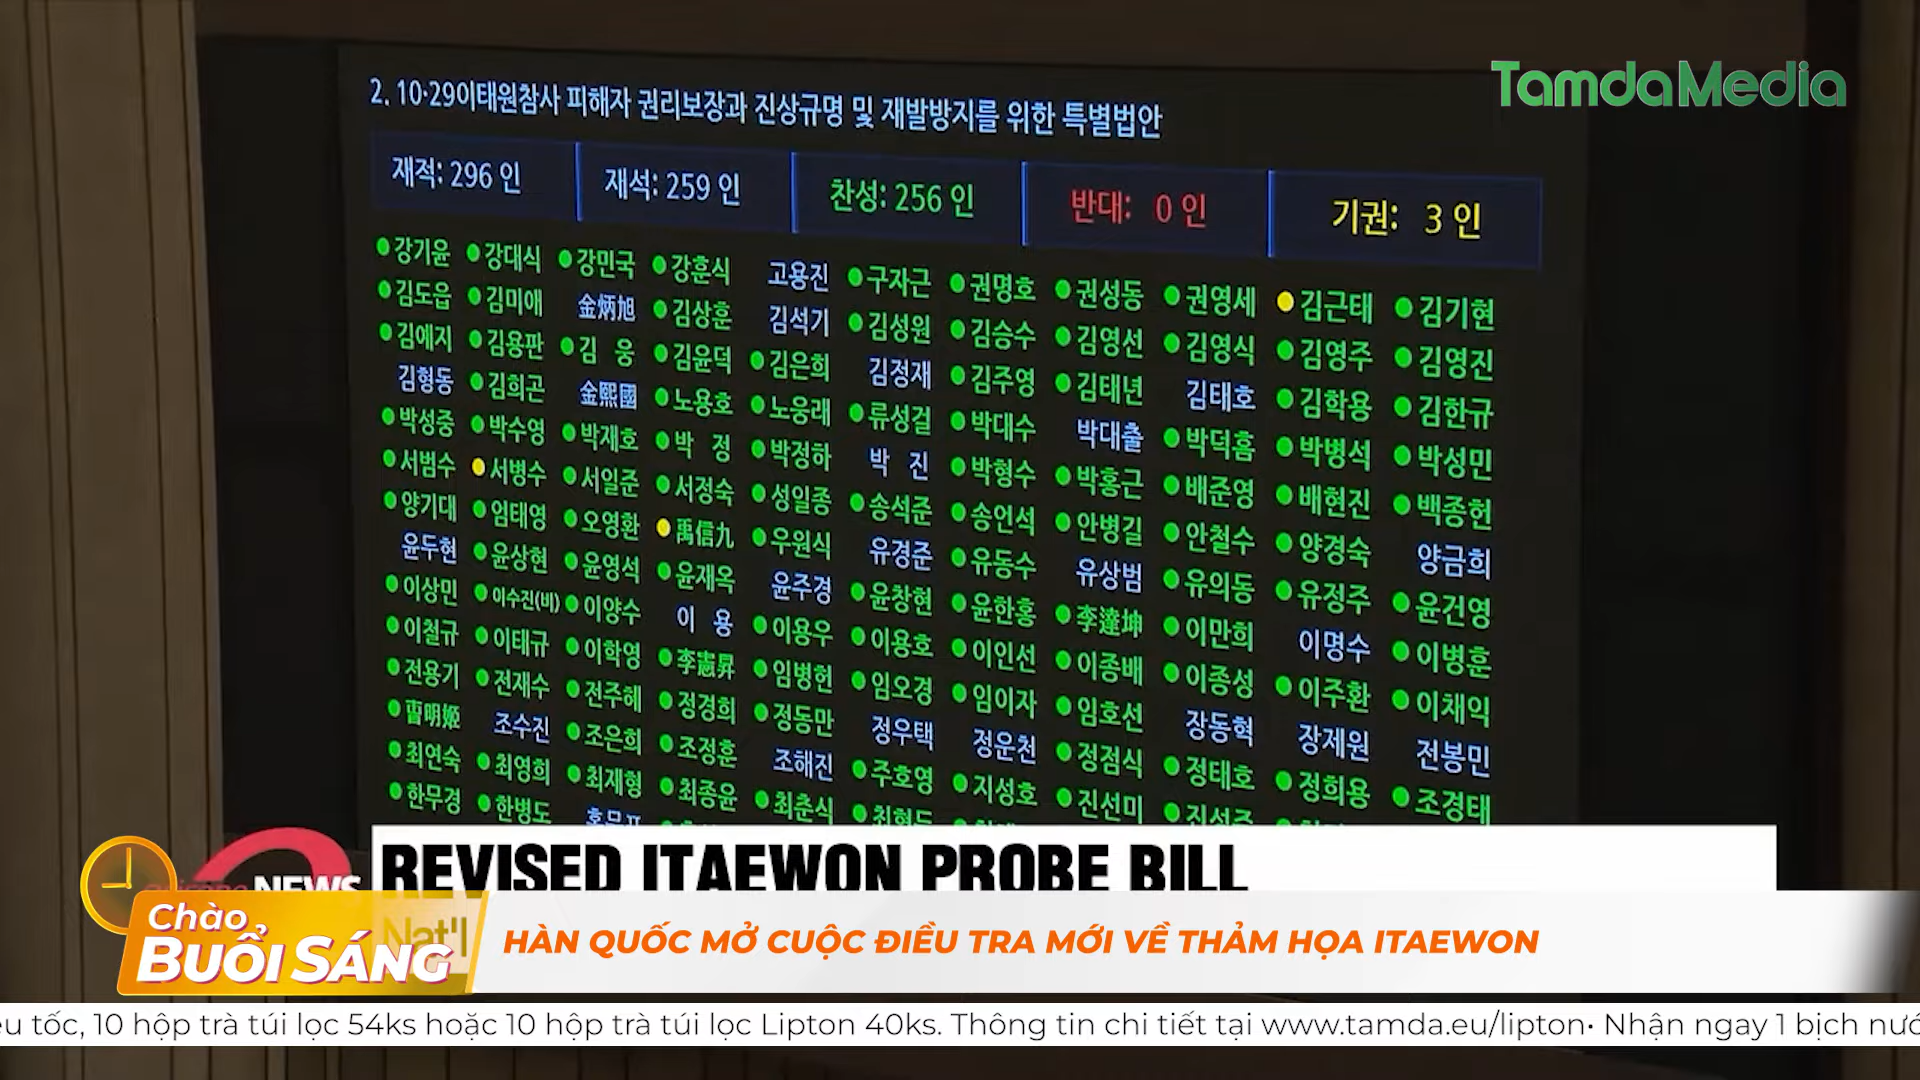 TamdaMedia
2. 10·29이태원참사 피해자 권리보장과 진상규명 및 재발방지를 위한 특별법안
재적: 296 인 재석: 259 인 찬성: 256 인 반대: 0 인 기권: 3 인
강기윤 강대식 강민국 강훈식 고용진 구자근 권명호 권성동 권영세 김근태 김기현
김도읍 김미애 金炳旭 김상훈 김석기 김성원 김승수 김영선 김영식 김영주 김영진
김예지 김용판 김 웅 김윤덕 김은희 김정재 김주영 김태년 김태호 김학용 김한규
김형동 김희곤 金熙國 노용호 노웅래 류성걸 박대수 박대출 박덕흠 박병석 박성민
박성중 박수영 박재호 박 정 박정하 박 진 박형수 박홍근 배준영 배현진 백종헌
서범수 서병수 서일준 서정숙 성일종 송석준 송언석 안병길 안철수 양경숙 양금희
양기대 엄태영 오영환 禹信九 우원식 유경준 유동수 유상범 유의동 유정주 윤건영
윤두현 윤상현 윤영석 윤재옥 윤주경 윤창현 윤한홍 李達坤 이만희 이명수 이병훈
이상민 이수진(비) 이양수 이 용 이용우 이용호 이인선 이종배 이종성 이주환 이채익
이철규 이태규 이학영 李憲昇 임병헌 임오경 임이자 임호선 장동혁 장제원 전봉민
전용기 전재수 전주혜 정경희 정동만 정우택 정운천 정점식 정태호 정희용 조경태
曺明姬 조수진 조은희 조정훈 조해진 주호영 지성호 진선미
최연숙 최영희 최재형 최종윤 최춘식
한무경 한병도
REVISED ITAEWON PROBE BILL
NEWS
Nat'l
Chào
BUỔI SÁNG
HÀN QUỐC MỞ CUỘC ĐIỀU TRA MỚI VỀ THẢM HỌA ITAEWON
tốc, 10 hộp trà túi lọc 54ks hoặc 10 hộp trà túi lọc Lipton 40ks. Thông tin chi tiết tại www.tamda.eu/lipton• Nhận ngay 1 bịch